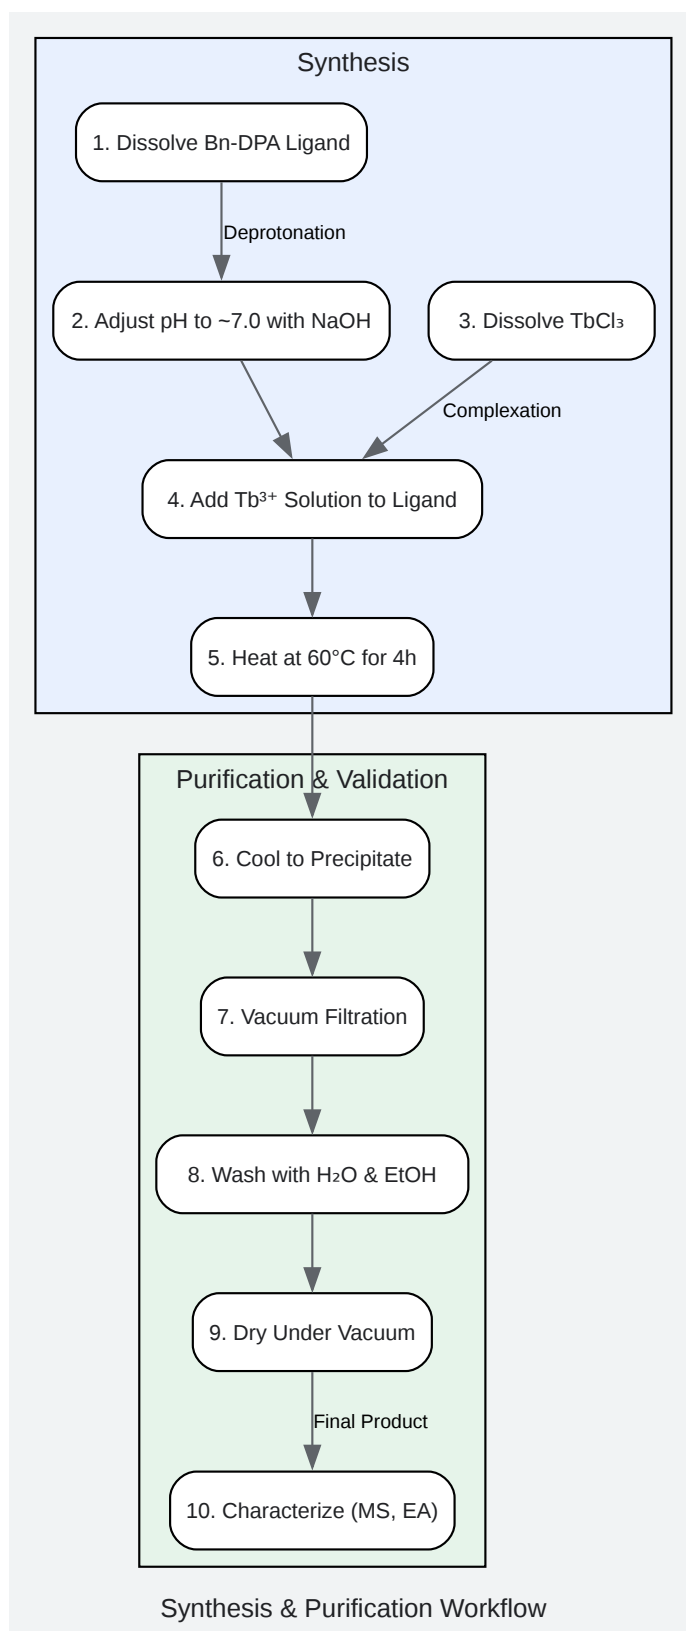 Synthesis
1. Dissolve Bn-DPA Ligand
Deprotonation
2. Adjust pH to ~7.0 with NaOH
3. Dissolve TbCl₃
Complexation
4. Add Tb³⁺ Solution to Ligand
5. Heat at 60°C for 4h
Purification & Validation
6. Cool to Precipitate
7. Vacuum Filtration
8. Wash with H₂O & EtOH
9. Dry Under Vacuum
Final Product
10. Characterize (MS, EA)
Synthesis & Purification Workflow